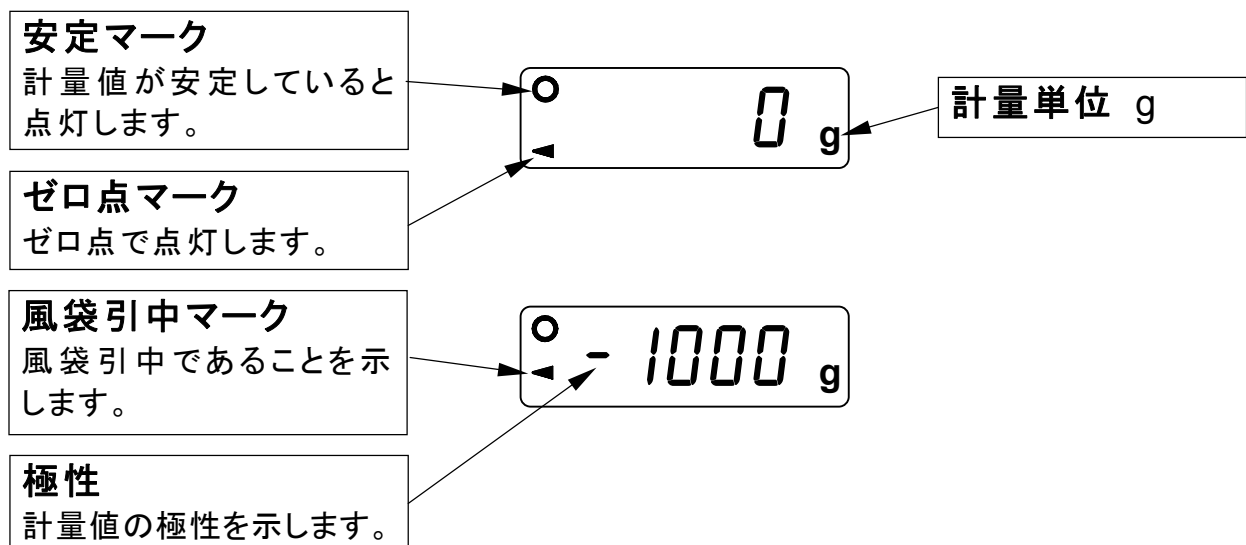 安定マーク
計量値が安定していると
点灯します。
ゼロ点マーク
ゼロ点で点灯します。
0 g
計量単位 g
風袋引中マーク
風袋引中であることを示
します。
極性
計量値の極性を示します。
-1000 g